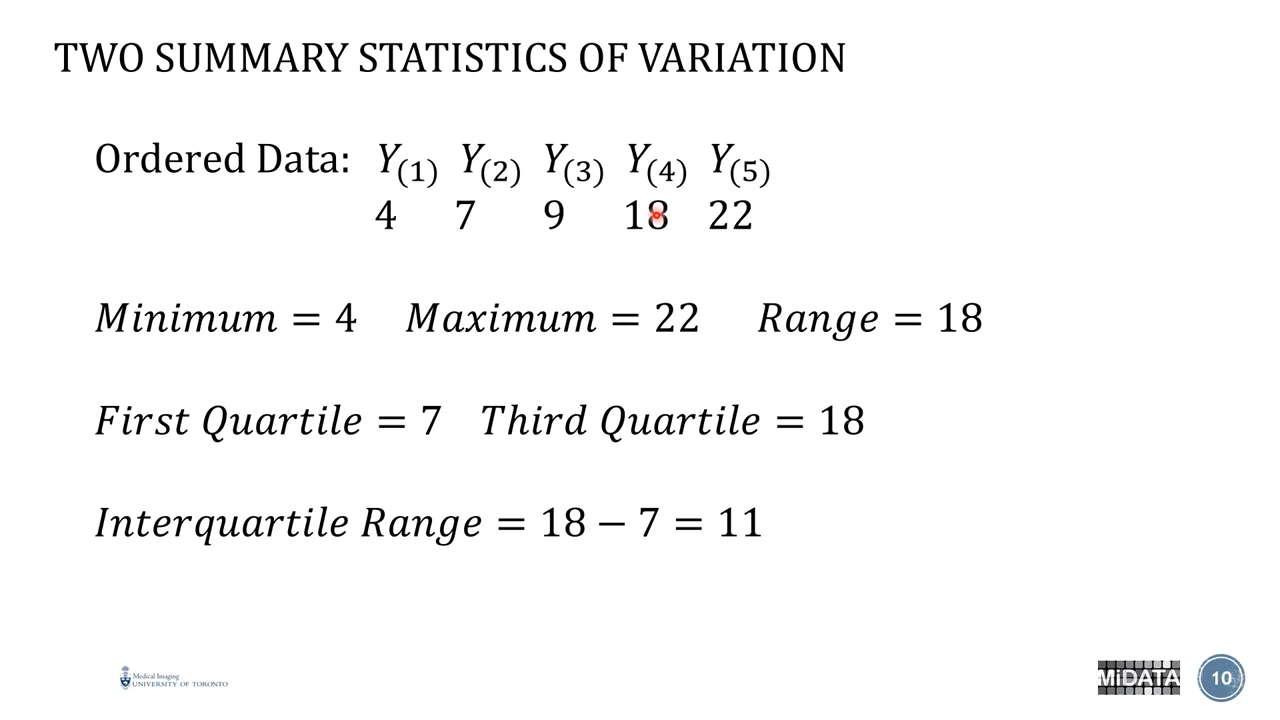 TWO SUMMARY STATISTICS OF VARIATION
Ordered Data: Y(1) Y(2) Y(3) Y(4) Y(5)
4 7 9 18 22
Minimum = 4 Maximum = 22 Range = 18
First Quartile = 7 Third Quartile = 18
Interquartile Range = 18 − 7 = 11
Medical Imaging
UNIVERSITY OF TORONTO
MiDATA
10